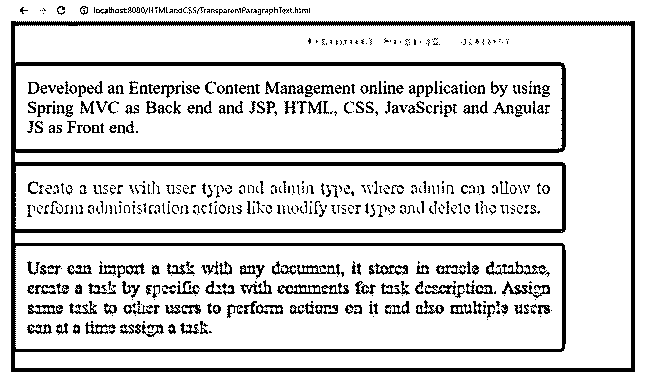 localhost:8080/HTMLandCSS/TransparentParagraphText.html
Developed an Enterprise Content Management online application by using
Spring MVC as Back end and JSP, HTML, CSS, JavaScript and Angular
JS as Front end.
Create a user with user type and admin type, where admin can allow to
perform administration actions like modify user type and delete the users.
User can import a task with any document, it stores in oracle database,
create a task by specific data with comments for task description. Assign
same task to other users to perform actions on it and also multiple users
can at a time assign a task.